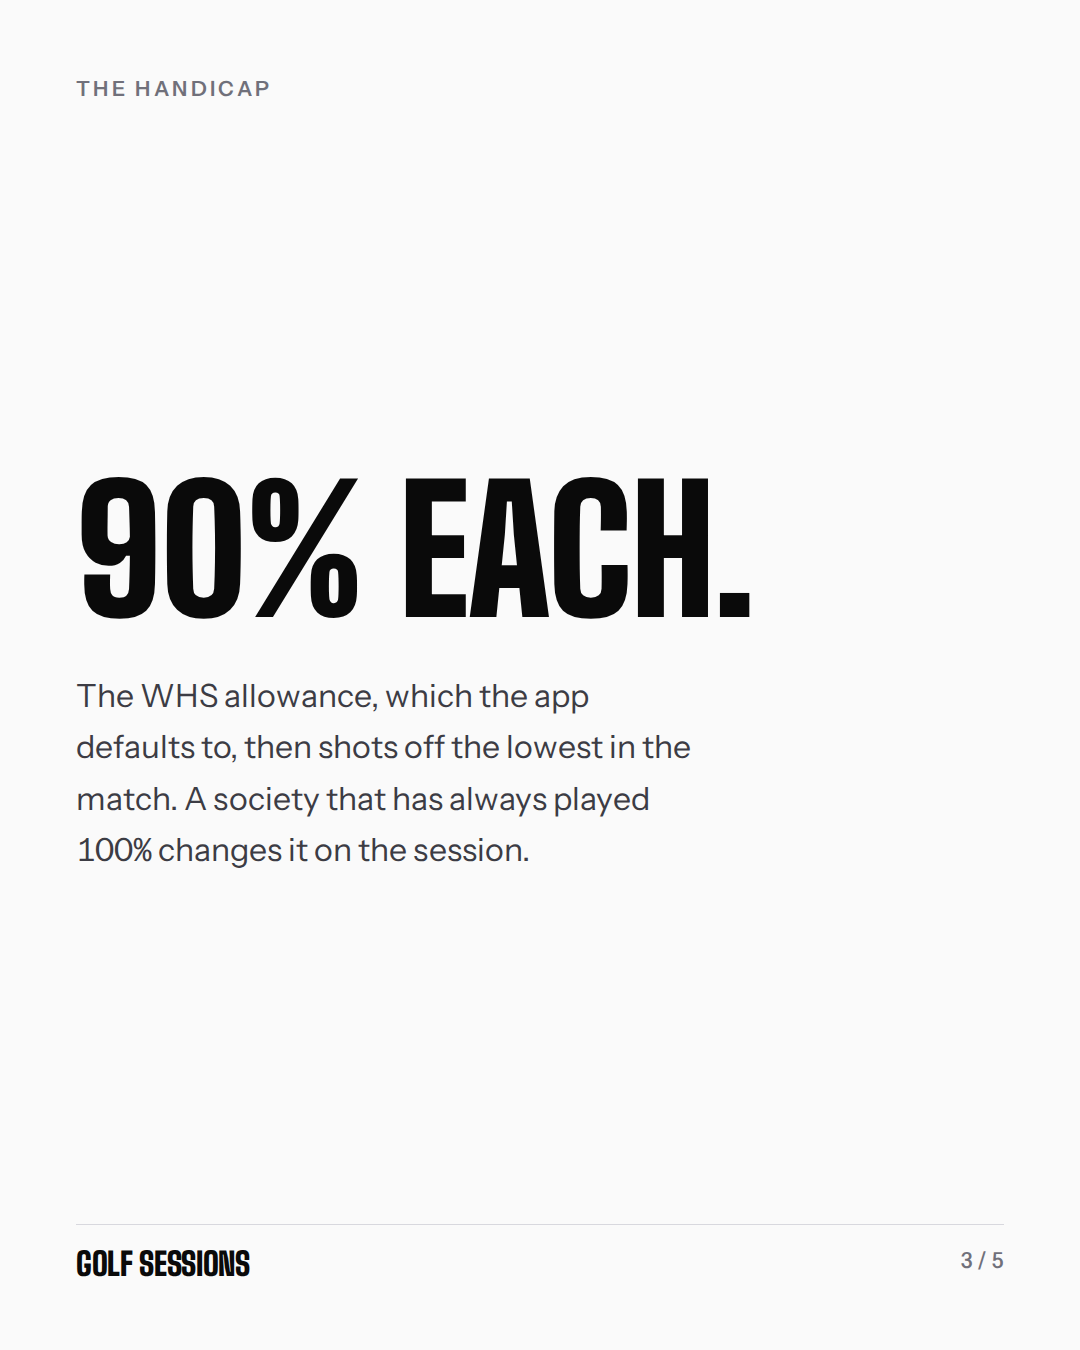 THE HANDICAP
90% EACH.
The WHS allowance, which the app
defaults to, then shots off the lowest in the
match. A society that has always played
100% changes it on the session.
GOLF SESSIONS
3 / 5